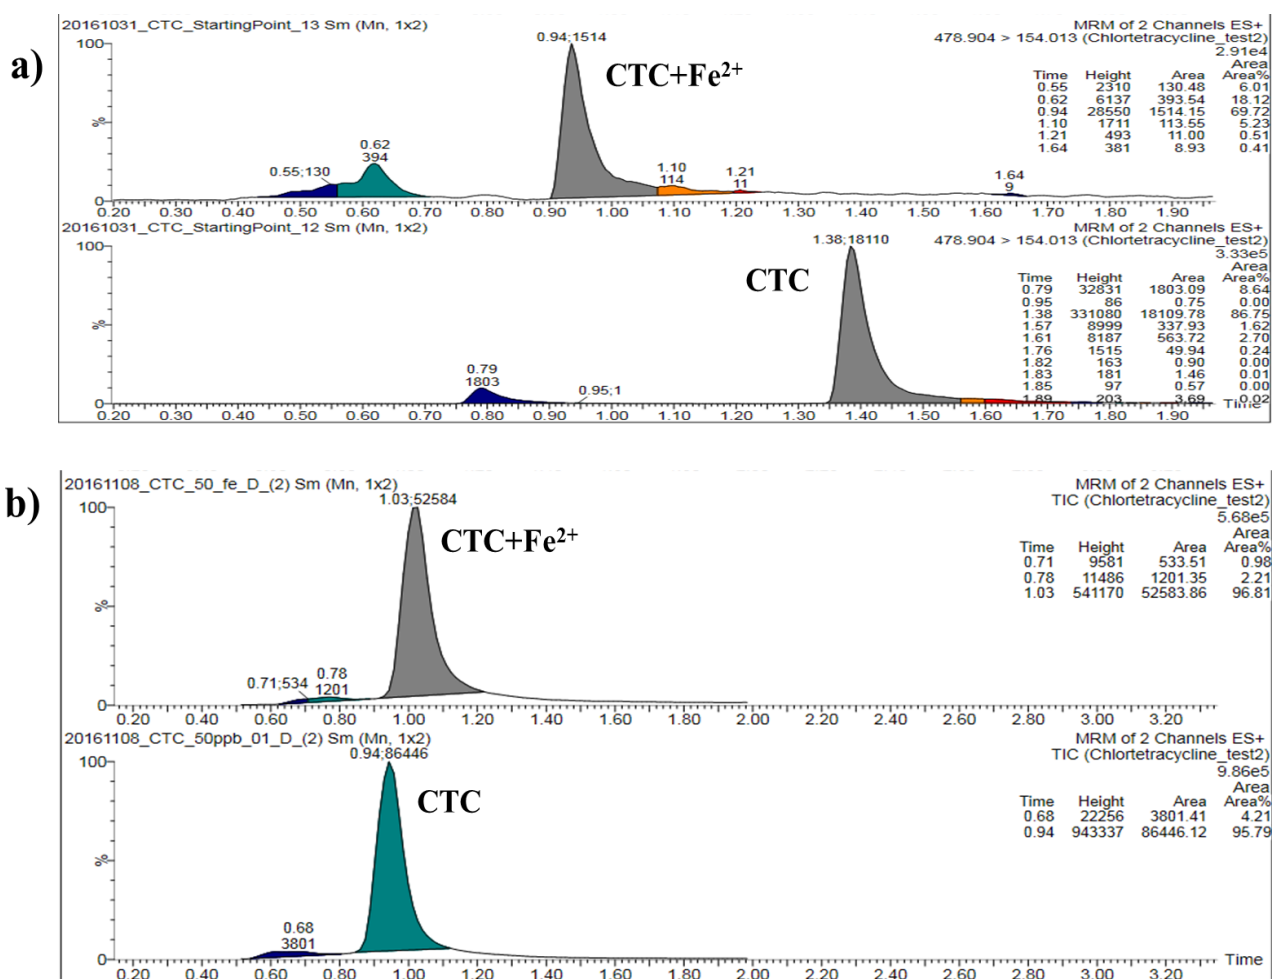 a)
20161031_CTC_StartingPoint_13 Sm (Mn, 1x2)
MRM of 2 Channels ES+
478.904 > 154.013 (Chlortetracycline_test2)
2.91e4
Area
Time Height Area Area%
0.55 2310 130.48 6.01
0.62 6137 393.54 18.12
0.94 28550 1514.15 69.72
1.10 1711 113.55 5.23
1.21 493 11.00 0.51
1.64 381 8.93 0.41
100
%
0
0.94;1514
CTC+Fe2+
0.55;130
0.62
394
1.10
114
1.21
11
1.64
9
0.20 0.30 0.40 0.50 0.60 0.70 0.80 0.90 1.00 1.10 1.20 1.30 1.40 1.50 1.60 1.70 1.80 1.90
20161031_CTC_StartingPoint_12 Sm (Mn, 1x2)
MRM of 2 Channels ES+
478.904 > 154.013 (Chlortetracycline_test2)
3.33e5
Area
Time Height Area Area%
0.79 32831 1803.09 8.64
0.95 86 0.75 0.00
1.38 331080 18109.78 86.75
1.57 8999 337.93 1.62
1.61 8187 563.72 2.70
1.76 1515 49.94 0.24
1.82 163 0.90 0.00
1.83 181 1.46 0.01
1.85 97 0.57 0.00
1.89 203 3.69 0.02
100
%
0
1.38;18110
CTC
0.79
1803
0.95;1
Time
0.20 0.30 0.40 0.50 0.60 0.70 0.80 0.90 1.00 1.10 1.20 1.30 1.40 1.50 1.60 1.70 1.80 1.90
b)
20161108_CTC_50_fe_D_(2) Sm (Mn, 1x2)
MRM of 2 Channels ES+
TIC (Chlortetracycline_test2)
5.68e5
Area
Time Height Area Area%
0.71 9581 533.51 0.98
0.78 11486 1201.35 2.21
1.03 541170 52583.86 96.81
100
%
0
1.03;52584
CTC+Fe2+
0.71;534
0.78
1201
0.20 0.40 0.60 0.80 1.00 1.20 1.40 1.60 1.80 2.00 2.20 2.40 2.60 2.80 3.00 3.20
20161108_CTC_50ppb_01_D_(2) Sm (Mn, 1x2)
MRM of 2 Channels ES+
TIC (Chlortetracycline_test2)
9.86e5
Area
Time Height Area Area%
0.68 22256 3801.41 4.21
0.94 943337 86446.12 95.79
100
%
0
0.94;86446
CTC
0.68
3801
Time
0.20 0.40 0.60 0.80 1.00 1.20 1.40 1.60 1.80 2.00 2.20 2.40 2.60 2.80 3.00 3.20